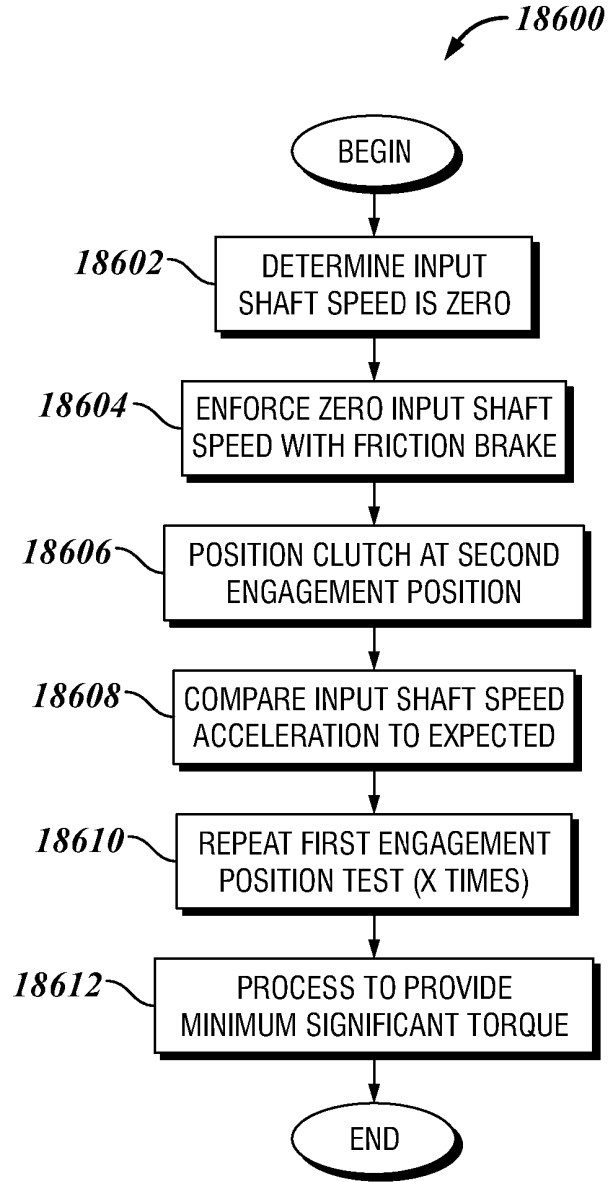 18600
BEGIN
18602
DETERMINE INPUT
SHAFT SPEED IS ZERO
18604
ENFORCE ZERO INPUT SHAFT
SPEED WITH FRICTION BRAKE
18606
POSITION CLUTCH AT SECOND
ENGAGEMENT POSITION
18608
COMPARE INPUT SHAFT SPEED
ACCELERATION TO EXPECTED
18610
REPEAT FIRST ENGAGEMENT
POSITION TEST (X TIMES)
18612
PROCESS TO PROVIDE
MINIMUM SIGNIFICANT TORQUE
END